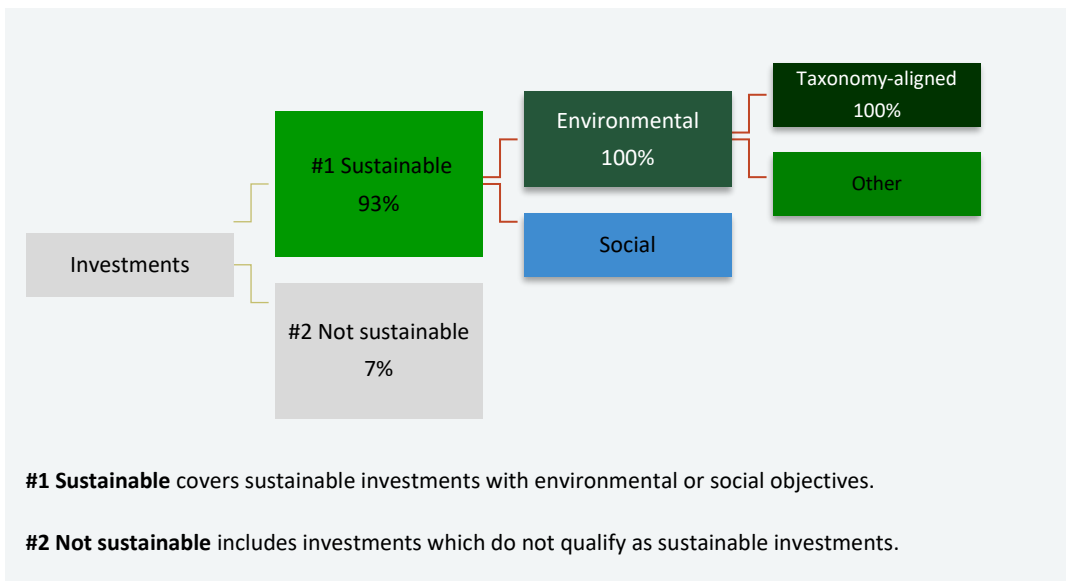 Investments
#1 Sustainable
93%
#2 Not sustainable
7%
Environmental
100%
Social
Taxonomy-aligned
100%
Other
#1 Sustainable covers sustainable investments with environmental or social objectives.
#2 Not sustainable includes investments which do not qualify as sustainable investments.